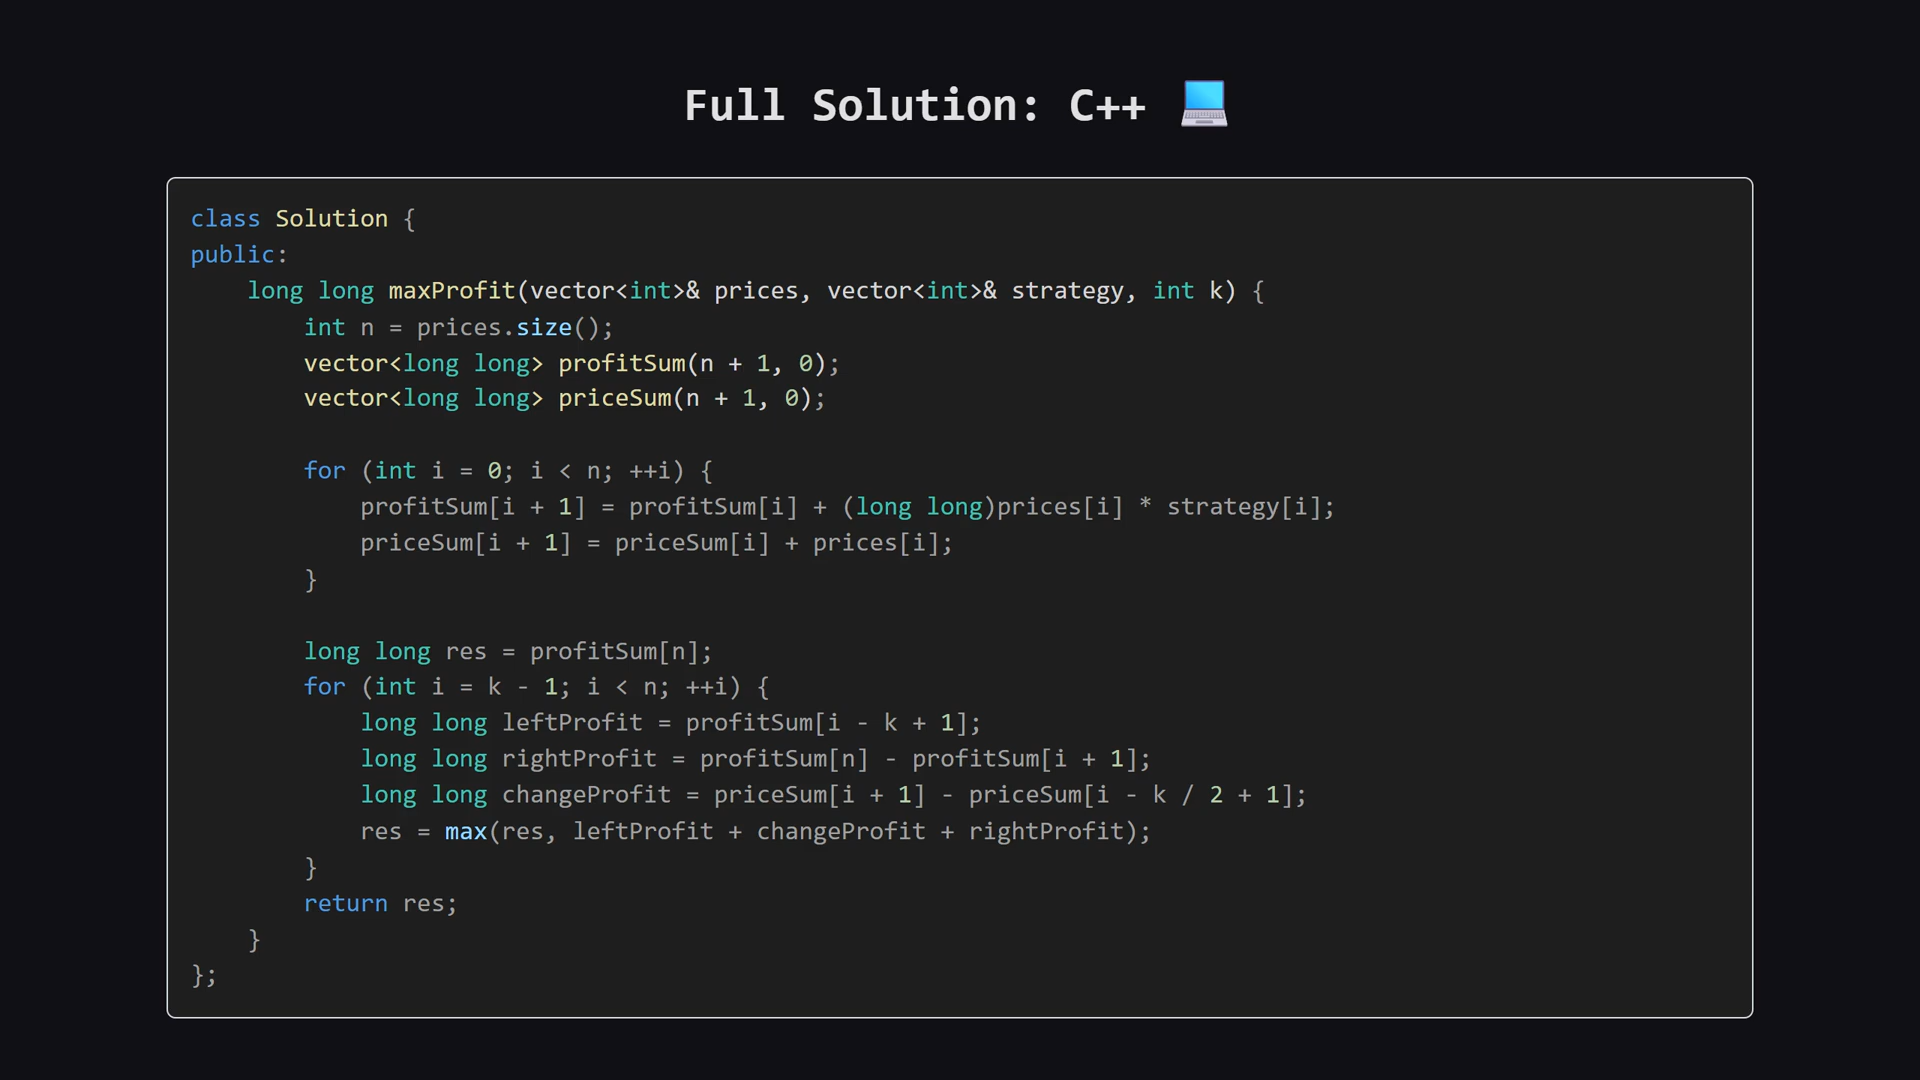 Full Solution: C++ 💻
class Solution {
public:
    long long maxProfit(vector<int>& prices, vector<int>& strategy, int k) {
        int n = prices.size();
        vector<long long> profitSum(n + 1, 0);
        vector<long long> priceSum(n + 1, 0);

        for (int i = 0; i < n; ++i) {
            profitSum[i + 1] = profitSum[i] + (long long)prices[i] * strategy[i];
            priceSum[i + 1] = priceSum[i] + prices[i];
        }

        long long res = profitSum[n];
        for (int i = k - 1; i < n; ++i) {
            long long leftProfit = profitSum[i - k + 1];
            long long rightProfit = profitSum[n] - profitSum[i + 1];
            long long changeProfit = priceSum[i + 1] - priceSum[i - k / 2 + 1];
            res = max(res, leftProfit + changeProfit + rightProfit);
        }
        return res;
    }
};